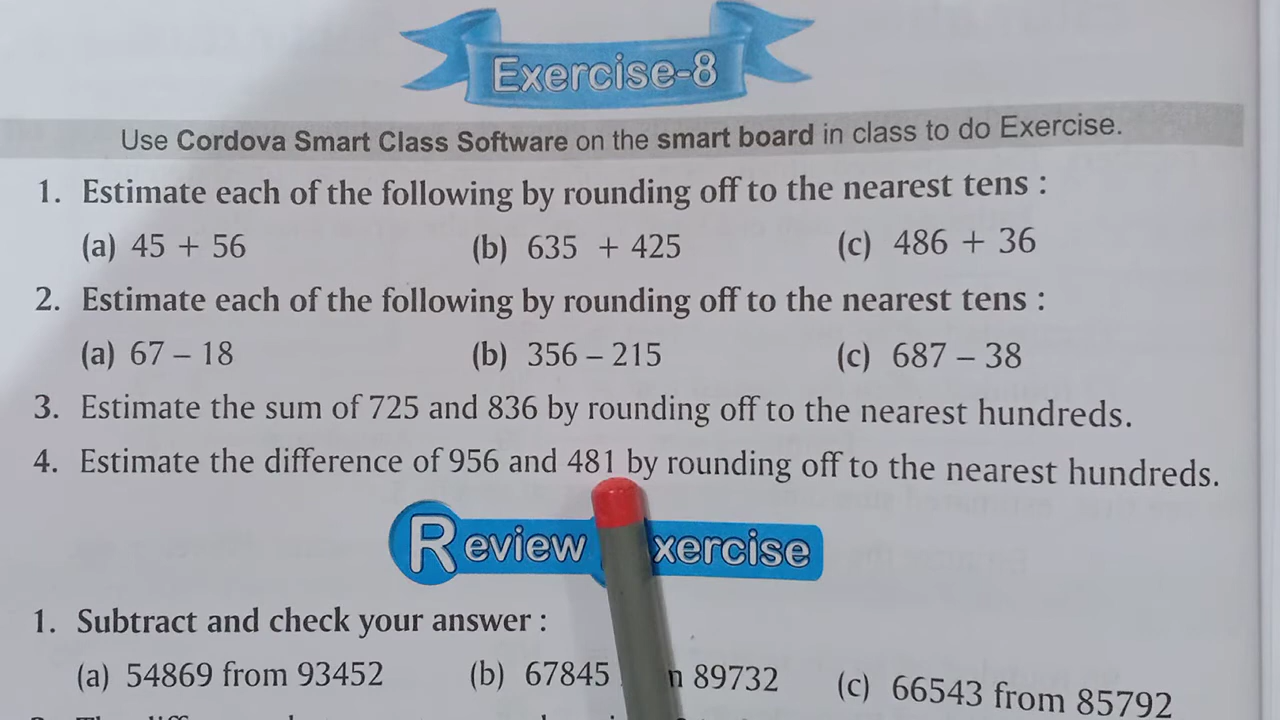 Exercise-8
Use Cordova Smart Class Software on the smart board in class to do Exercise.
1. Estimate each of the following by rounding off to the nearest tens :
(a) 45 + 56 (b) 635 + 425 (c) 486 + 36
2. Estimate each of the following by rounding off to the nearest tens :
(a) 67 – 18 (b) 356 – 215 (c) 687 – 38
3. Estimate the sum of 725 and 836 by rounding off to the nearest hundreds.
4. Estimate the difference of 956 and 481 by rounding off to the nearest hundreds.
Review xercise
1. Subtract and check your answer :
(a) 54869 from 93452 (b) 67845 89732 (c) 66543 from 85792